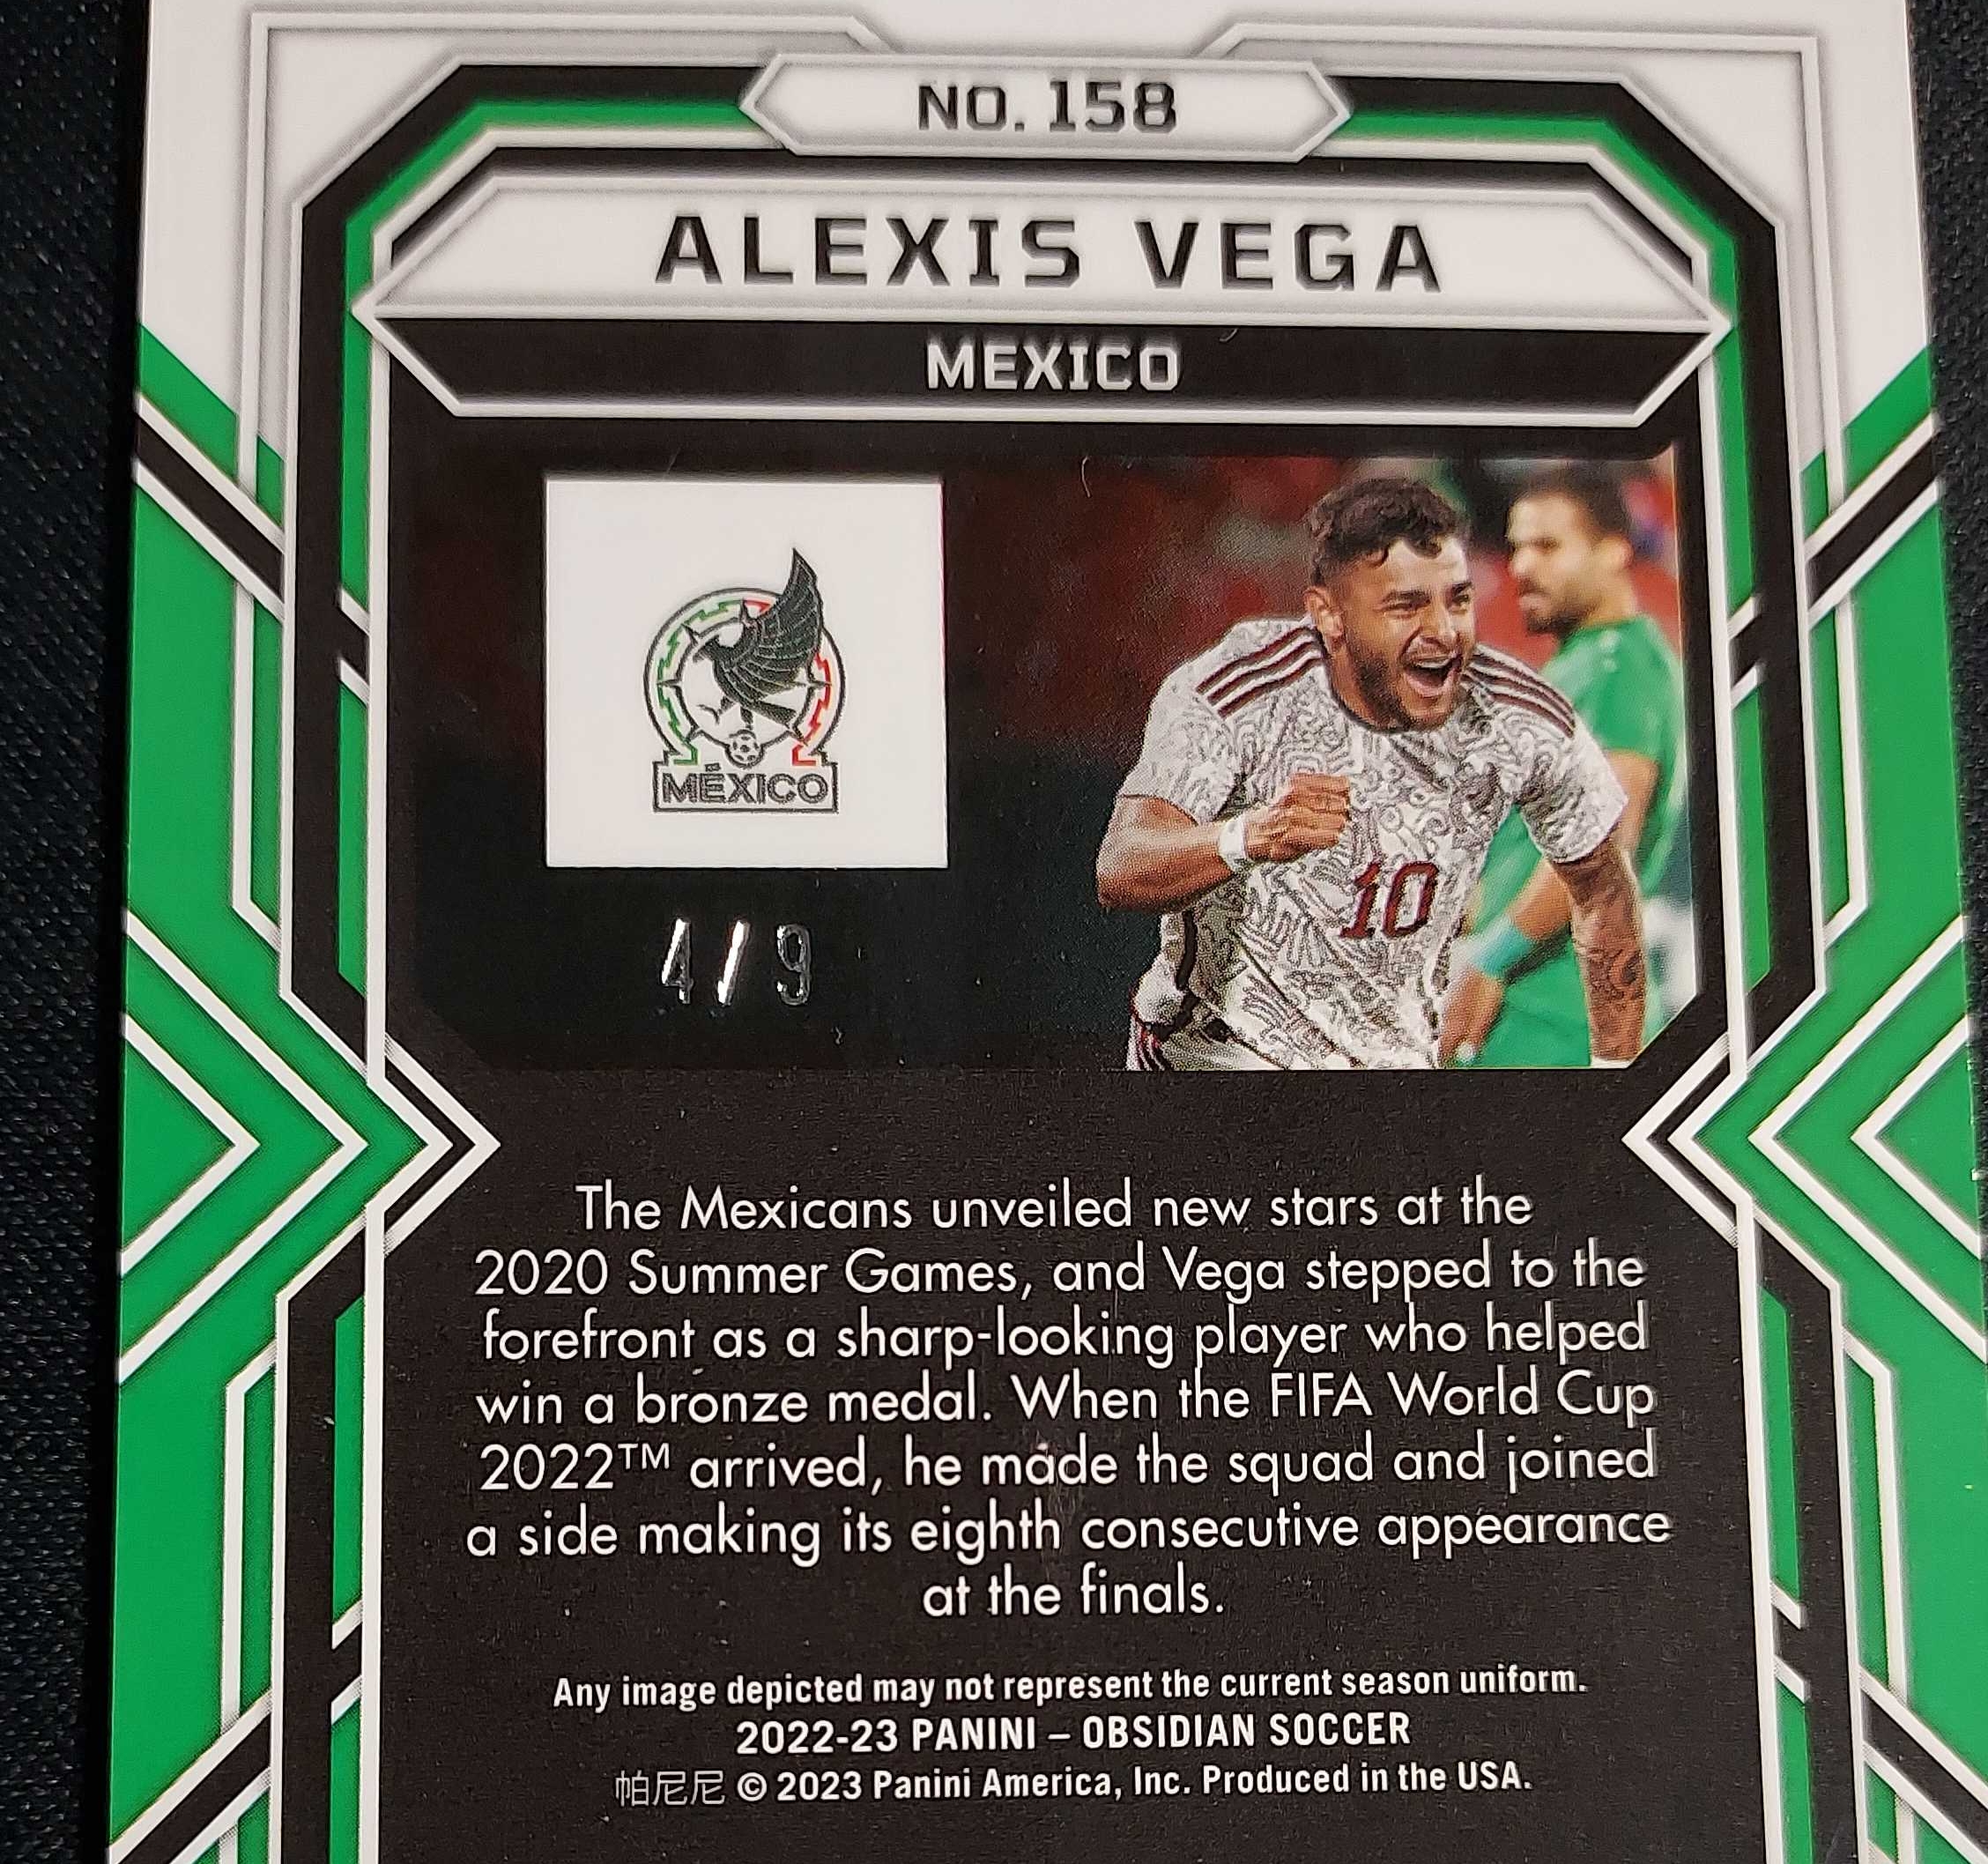 NO. 158
ALEXIS VEGA
MEXICO
MÉXICO
10
4/9
The Mexicans unveiled new stars at the
2020 Summer Games, and Vega stepped to the
forefront as a sharp-looking player who helped
win a bronze medal. When the FIFA World Cup
2022™ arrived, he made the squad and joined
a side making its eighth consecutive appearance
at the finals.
Any image depicted may not represent the current season uniform.
2022-23 PANINI – OBSIDIAN SOCCER
帕尼尼 © 2023 Panini America, Inc. Produced in the USA.